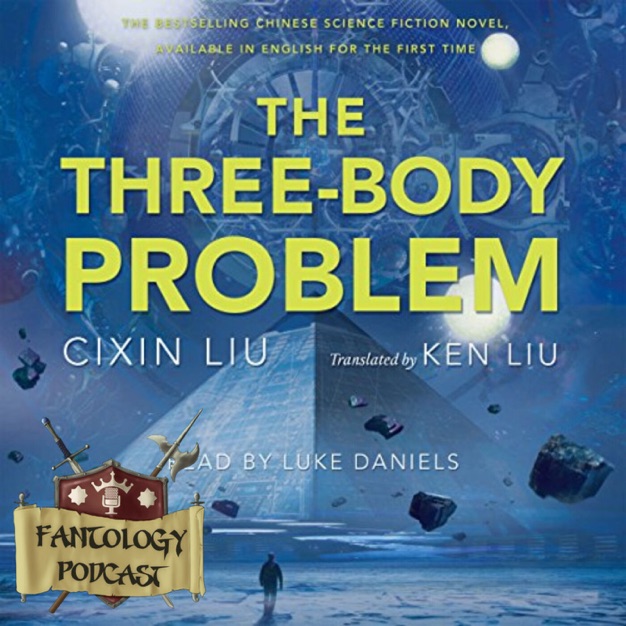 THE BESTSELLING CHINESE SCIENCE FICTION NOVEL,
AVAILABLE IN ENGLISH FOR THE FIRST TIME
THE
THREE-BODY
PROBLEM
CIXIN LIU Translated by KEN LIU
READ BY LUKE DANIELS
FANTOLOGY
PODCAST